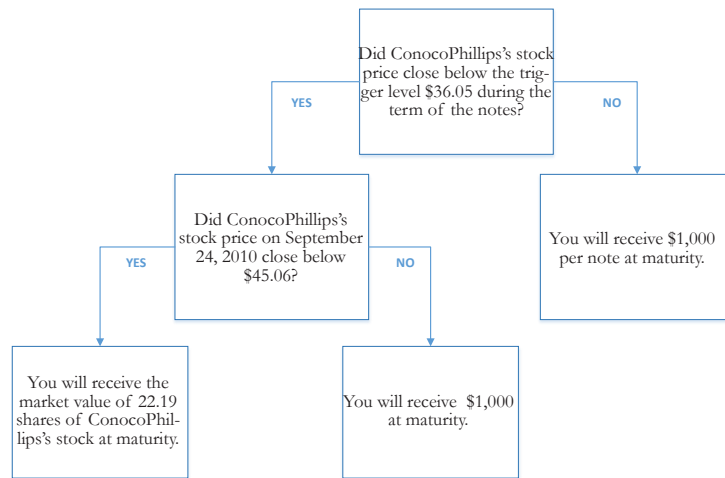 Did ConocoPhillips's stock
price close below the trig-
ger level $36.05 during the
term of the notes?
YES
NO
Did ConocoPhillips's
stock price on September
24, 2010 close below
$45.06?
You will receive $1,000
per note at maturity.
YES
NO
You will receive the
market value of 22.19
shares of ConocoPhil-
lips's stock at maturity.
You will receive $1,000
at maturity.